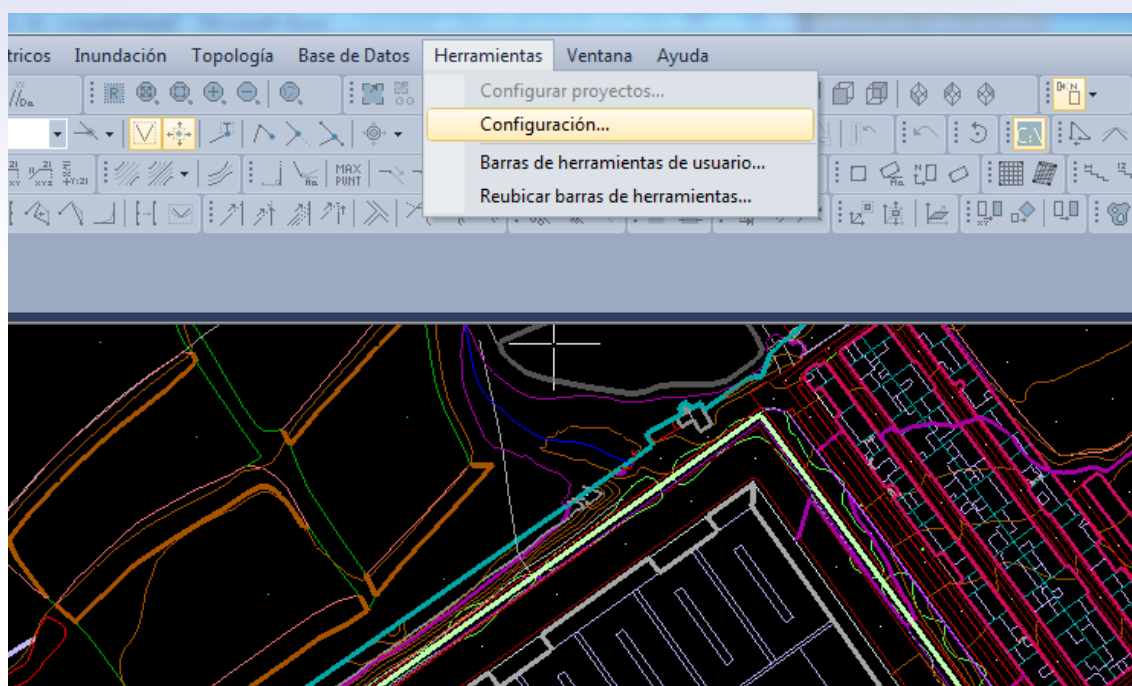 tricos Inundación Topología Base de Datos Herramientas Ventana Ayuda
Configurar proyectos...
Configuración...
Barras de herramientas de usuario...
Reubicar barras de herramientas...
MAX
PUNT
C:\